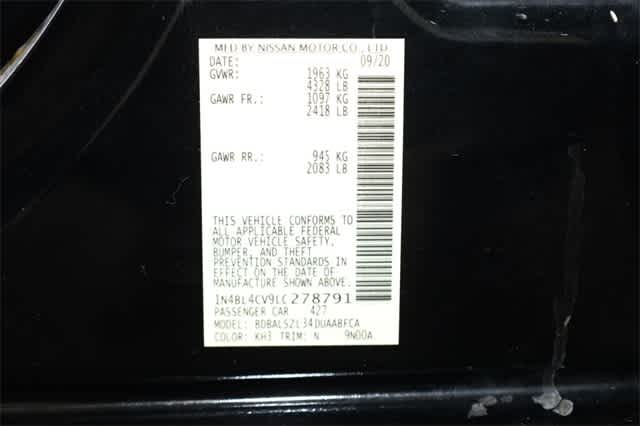 MFD BY NISSAN MOTOR CO., LTD
DATE: 09/20
GVWR: 1963 KG
4328 LB
GAWR FR.: 1097 KG
2418 LB
GAWR RR.: 945 KG
2083 LB
THIS VEHICLE CONFORMS TO
ALL APPLICABLE FEDERAL
MOTOR VEHICLE SAFETY,
BUMPER, AND THEFT
PREVENTION STANDARDS IN
EFFECT ON THE DATE OF
MANUFACTURE SHOWN ABOVE.
1N4BL4CV9LC278791
PASSENGER CAR 427
MODEL: BDBALSZL34DUAABFCA
COLOR: KH3 TRIM: N 9N00A